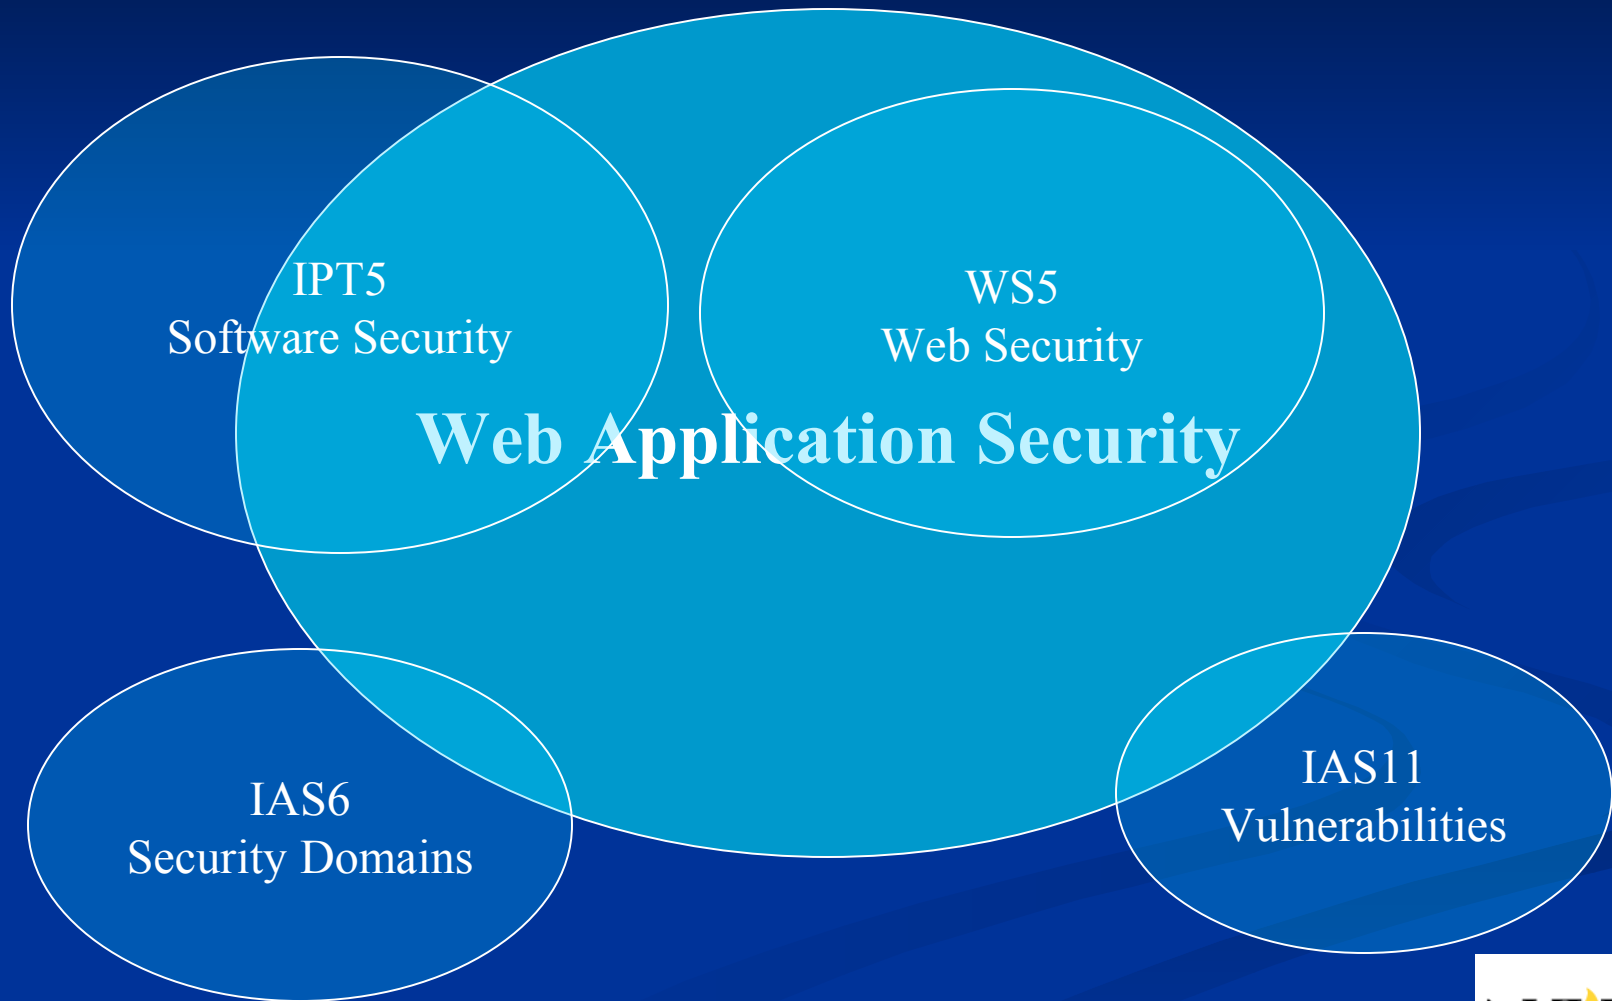 IPT5
Software Security
WS5
Web Security
Web Application Security
IAS6
Security Domains
IAS11
Vulnerabilities